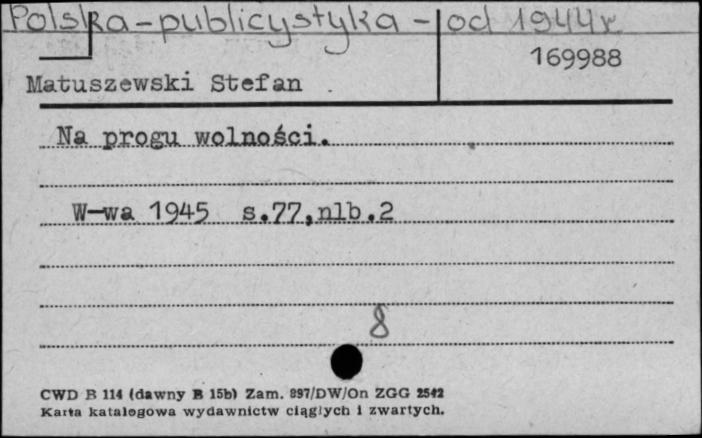 Polska - publicystyka - od 1944 r.
169988
Matuszewski Stefan
Na progu wolności.
W-wa 1945 s.77,nlb.2
8
CWD B 114 (dawny B 15b) Zam. 897/DW/On ZGG 2542
Karta katalogowa wydawnictw ciągłych i zwartych.